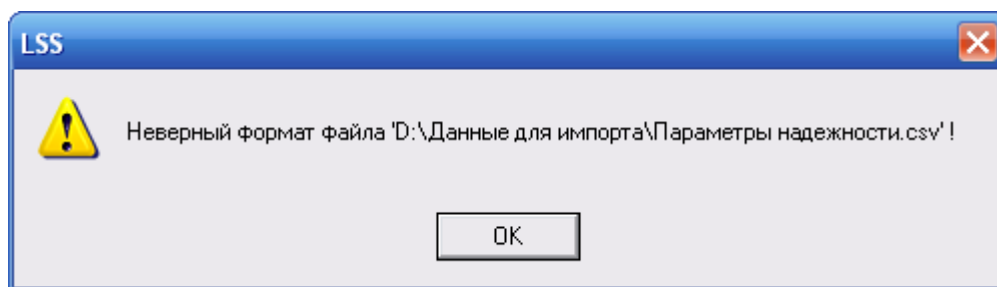 LSS
Неверный формат файла 'D:\Данные для импорта\Параметры надежности.csv' !
OK